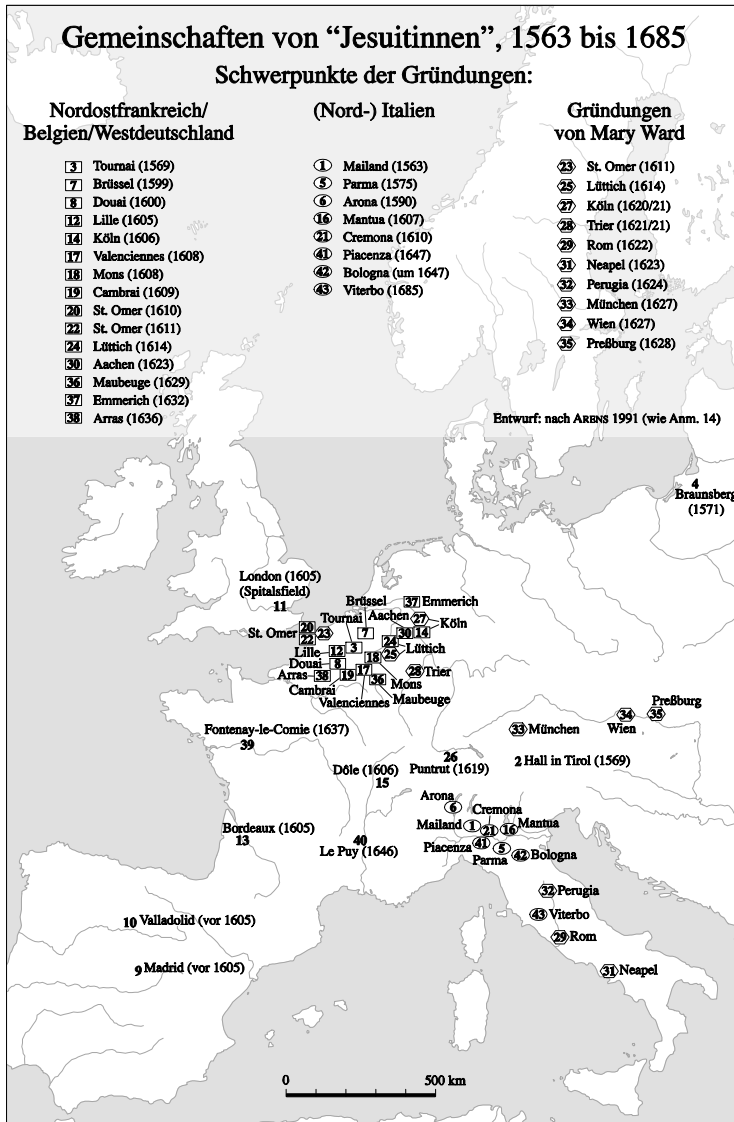 Gemeinschaften von “Jesuitinnen”, 1563 bis 1685
Schwerpunkte der Gründungen:
Nordostfrankreich/
Belgien/Westdeutschland
3 Tournai (1569)
7 Brüssel (1599)
8 Douai (1600)
12 Lille (1605)
14 Köln (1606)
17 Valenciennes (1608)
18 Mons (1608)
19 Cambrai (1609)
20 St. Omer (1610)
22 St. Omer (1611)
24 Lüttich (1614)
30 Aachen (1623)
36 Maubeuge (1629)
37 Emmerich (1632)
38 Arras (1636)
(Nord-) Italien
1 Mailand (1563)
5 Parma (1575)
6 Arona (1590)
16 Mantua (1607)
21 Cremona (1610)
41 Piacenza (1647)
42 Bologna (um 1647)
43 Viterbo (1685)
Gründungen
von Mary Ward
23 St. Omer (1611)
25 Lüttich (1614)
27 Köln (1620/21)
28 Trier (1621/21)
29 Rom (1622)
31 Neapel (1623)
32 Perugia (1624)
33 München (1627)
34 Wien (1627)
35 Preßburg (1628)
Entwurf: nach ARENS 1991 (wie Anm. 14)
4
Braunsberg
(1571)
London (1605)
(Spitalsfield)
11
Brüssel
37 Emmerich
Tournai
Aachen
27
Köln
20
St. Omer
22
23
7
30
14
24
Lüttich
25
Lille
12
3
18
Douai
8
17
28
Trier
Arras
38
19
36
Mons
Cambrai
Maubeuge
Valenciennes
Preßburg
34
35
Wien
33 München
Fontenay-le-Comie (1637)
39
26
Puntrut (1619)
2 Hall in Tirol (1569)
Dôle (1606)
15
Arona
6
Cremona
Mailand
1
21
16
Mantua
Bordeaux (1605)
13
40
Le Puy (1646)
Piacenza
41
5
Parma
42
Bologna
32 Perugia
10 Valladolid (vor 1605)
43 Viterbo
29 Rom
9 Madrid (vor 1605)
31 Neapel
0 500 km